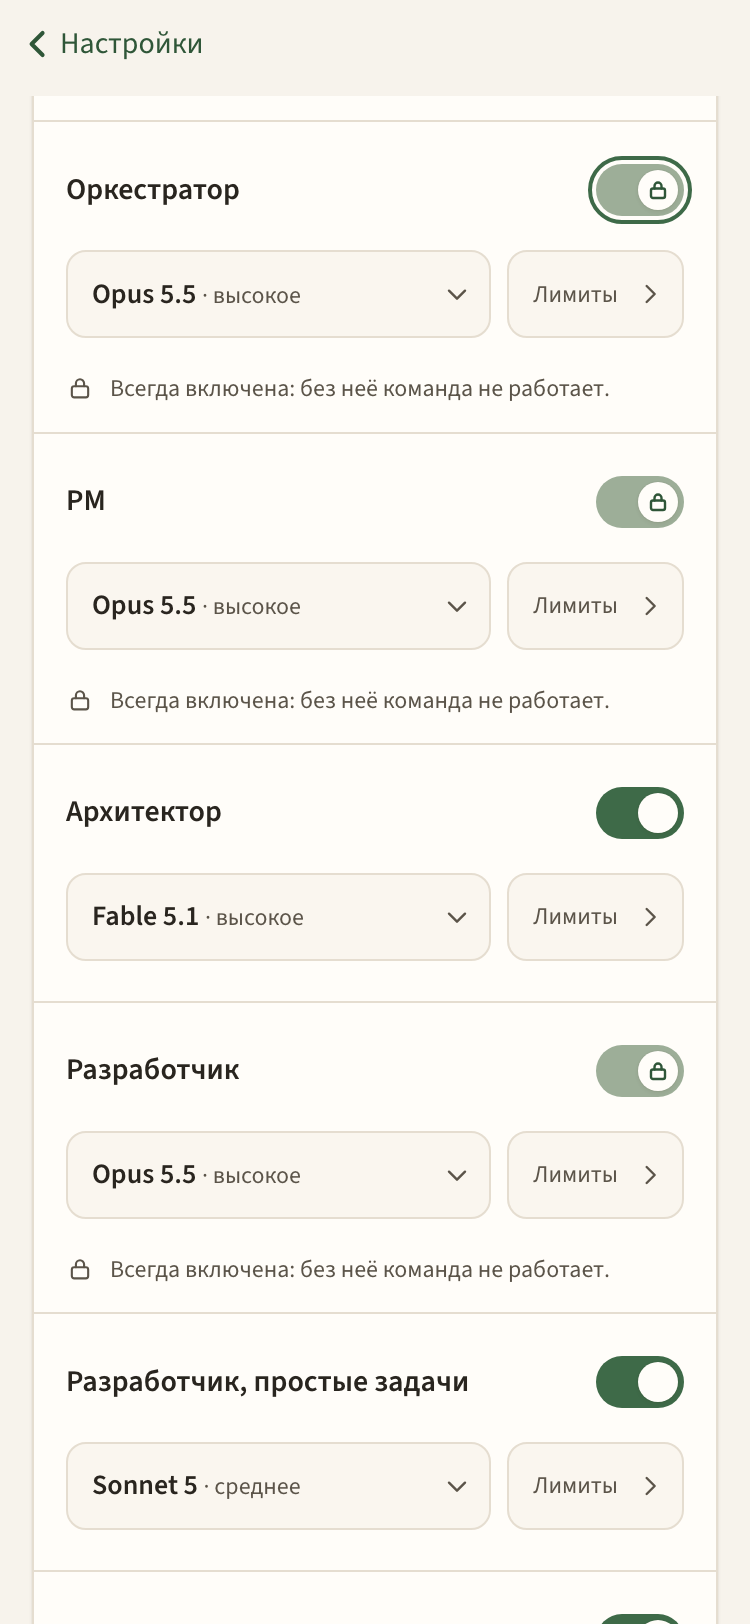 Настройки
Оркестратор
Opus 5.5 · высокое
Лимиты
Всегда включена: без неё команда не работает.
PM
Opus 5.5 · высокое
Лимиты
Всегда включена: без неё команда не работает.
Архитектор
Fable 5.1 · высокое
Лимиты
Разработчик
Opus 5.5 · высокое
Лимиты
Всегда включена: без неё команда не работает.
Разработчик, простые задачи
Sonnet 5 · среднее
Лимиты